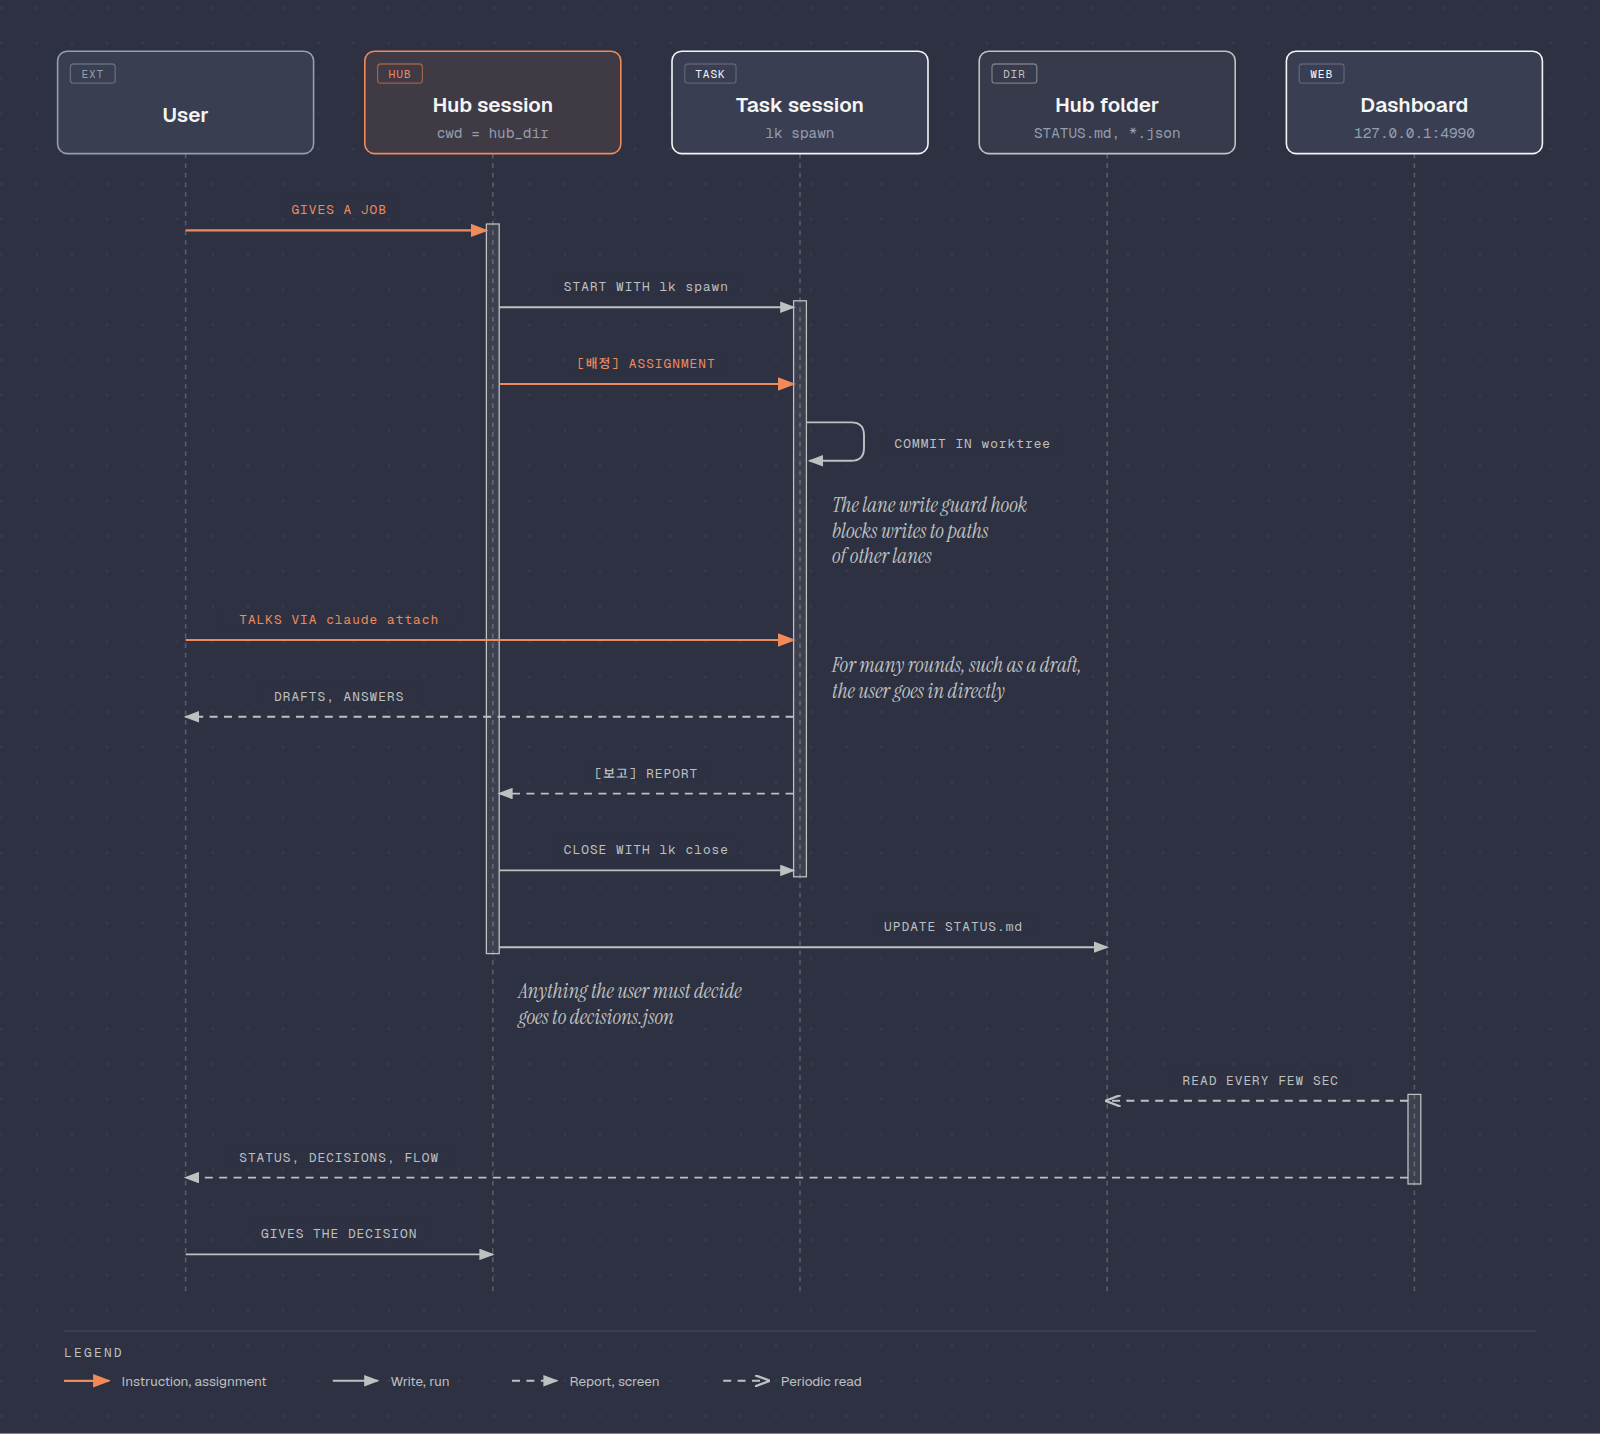 EXT
User
HUB
Hub session
cwd = hub_dir
TASK
Task session
lk spawn
DIR
Hub folder
STATUS.md, *.json
WEB
Dashboard
127.0.0.1:4990
GIVES A JOB
START WITH lk spawn
[배정] ASSIGNMENT
COMMIT IN worktree
The lane write guard hook
blocks writes to paths
of other lanes
TALKS VIA claude attach
For many rounds, such as a draft,
the user goes in directly
DRAFTS, ANSWERS
[보고] REPORT
CLOSE WITH lk close
UPDATE STATUS.md
Anything the user must decide
goes to decisions.json
READ EVERY FEW SEC
STATUS, DECISIONS, FLOW
GIVES THE DECISION
LEGEND
Instruction, assignment
Write, run
Report, screen
Periodic read